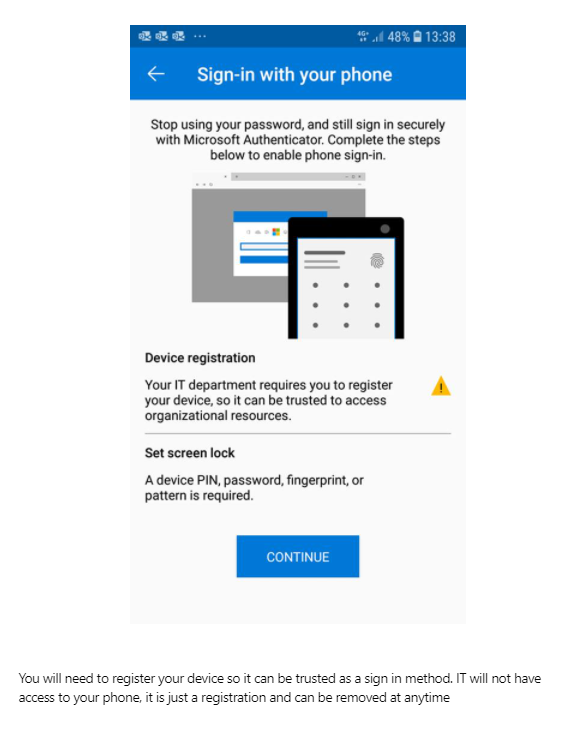 4G+ 48% 13:38
Sign-in with your phone
Stop using your password, and still sign in securely
with Microsoft Authenticator. Complete the steps
below to enable phone sign-in.
Device registration
Your IT department requires you to register
your device, so it can be trusted to access
organizational resources.
Set screen lock
A device PIN, password, fingerprint, or
pattern is required.
CONTINUE
You will need to register your device so it can be trusted as a sign in method. IT will not have
access to your phone, it is just a registration and can be removed at anytime